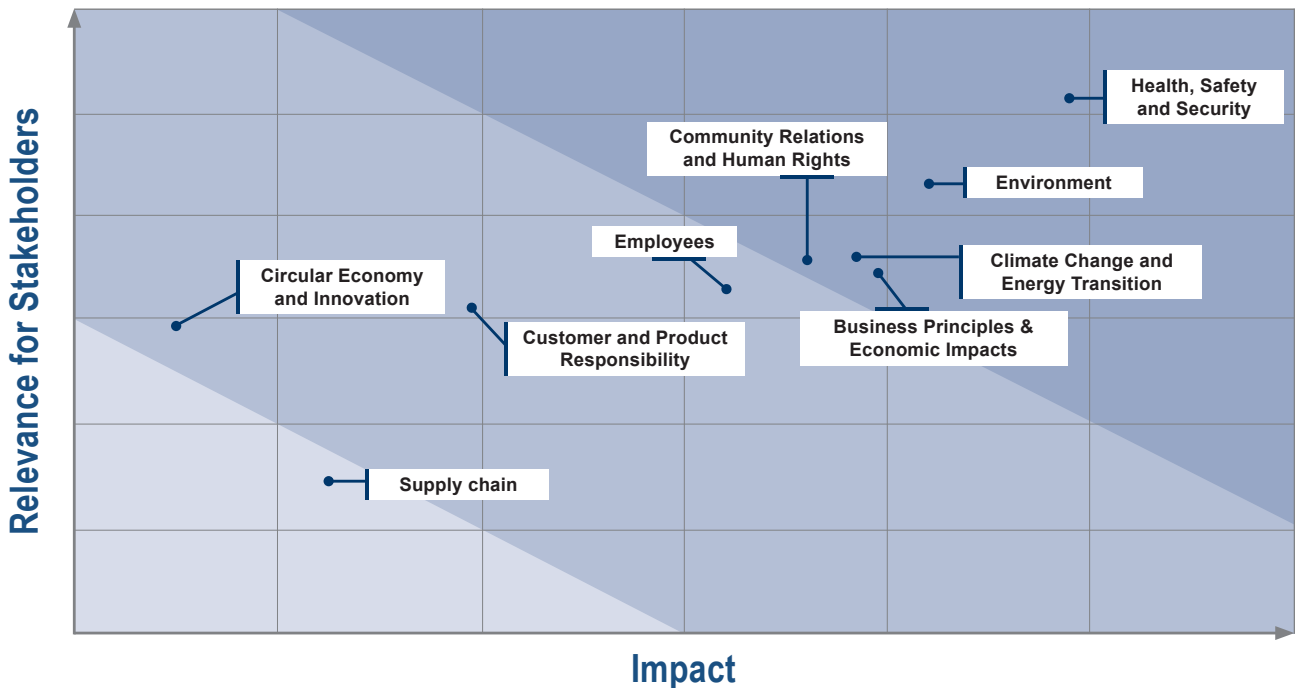 Relevance for Stakeholders
Health, Safety
and Security
Community Relations
and Human Rights
Environment
Employees
Circular Economy
and Innovation
Climate Change and
Energy Transition
Customer and Product
Responsibility
Business Principles &
Economic Impacts
Supply chain
Impact